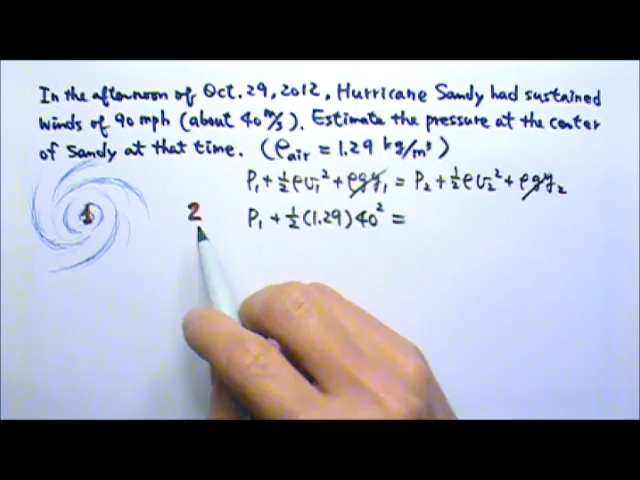 In the afternoon of Oct. 29, 2012, Hurricane Sandy had sustained
winds of 90 mph (about 40 m/s). Estimate the pressure at the center
of Sandy at that time. (ρair = 1.29 kg/m³)
P₁ + ½ρv₁² + ρgy₁ = P₂ + ½ρv₂² + ρgy₂
1 2 P₁ + ½(1.29)40² =